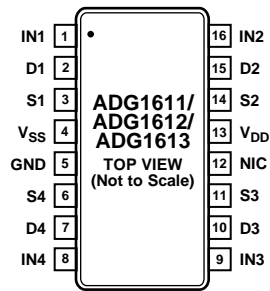 IN1 1 16 IN2
D1 2 15 D2
S1 3 ADG1611/ 14 S2
VSS 4 ADG1612/ 13 VDD
ADG1613
GND 5 TOP VIEW 12 NIC
(Not to Scale)
S4 6 11 S3
D4 7 10 D3
IN4 8 9 IN3